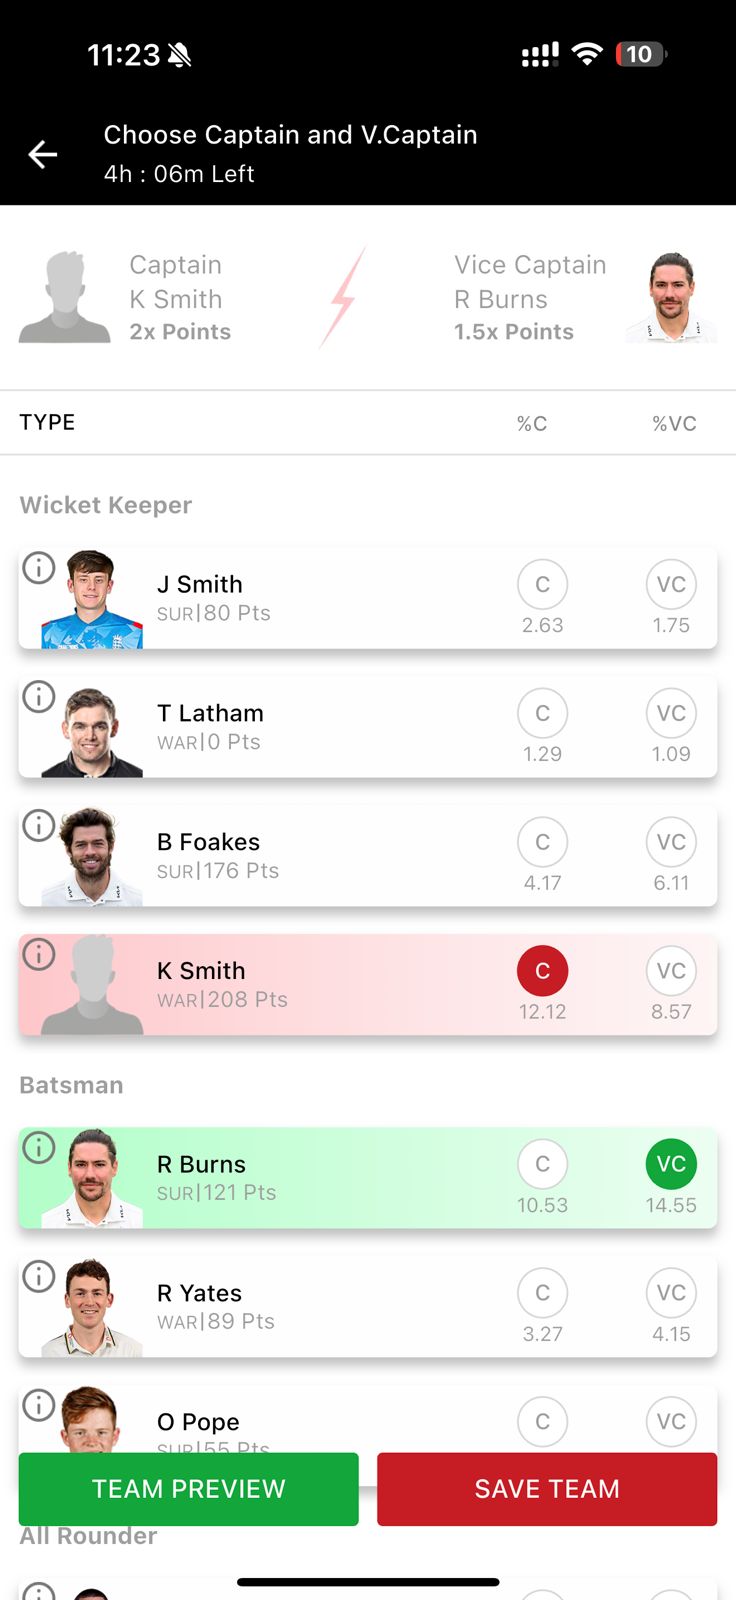 11:23
10
Choose Captain and V.Captain
4h : 06m Left
Captain
K Smith
2x Points
Vice Captain
R Burns
1.5x Points
TYPE %C %VC
Wicket Keeper
J Smith
SUR|80 Pts
C VC
2.63 1.75
T Latham
WAR|0 Pts
C VC
1.29 1.09
B Foakes
SUR|176 Pts
C VC
4.17 6.11
K Smith
WAR|208 Pts
C VC
12.12 8.57
Batsman
R Burns
SUR|121 Pts
C VC
10.53 14.55
R Yates
WAR|89 Pts
C VC
3.27 4.15
O Pope
SUR|55 Pts
C VC
TEAM PREVIEW SAVE TEAM
All Rounder